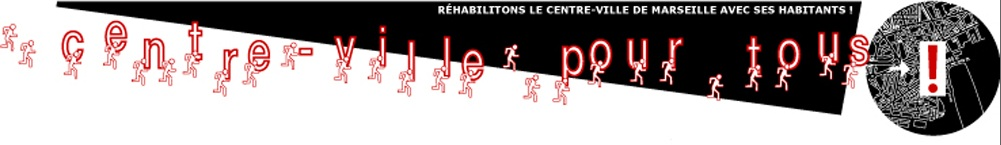 RÉHABILITONS LE CENTRE-VILLE DE MARSEILLE AVEC SES HABITANTS !
centre-ville pour tous
!